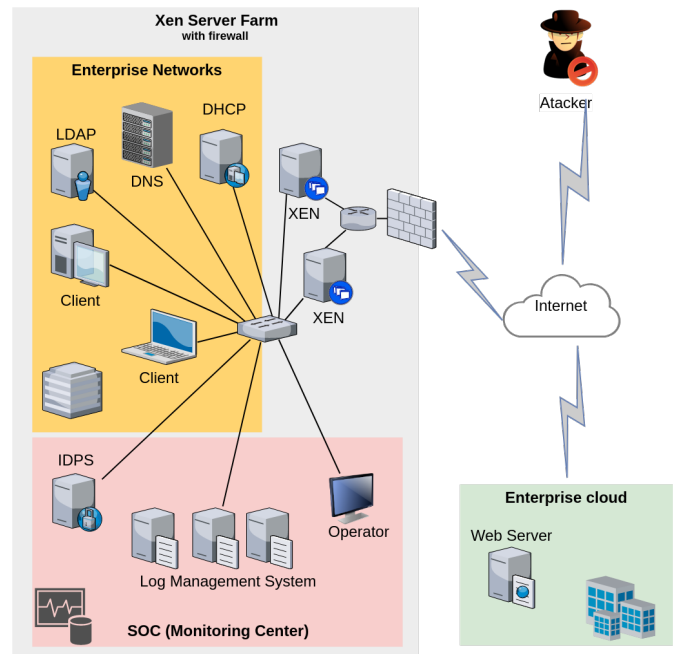 Xen Server Farm
with firewall
Enterprise Networks
DHCP
LDAP
DNS
XEN
Client
XEN
Client
Atacker
Internet
IDPS
Operator
Log Management System
SOC (Monitoring Center)
Enterprise cloud
Web Server